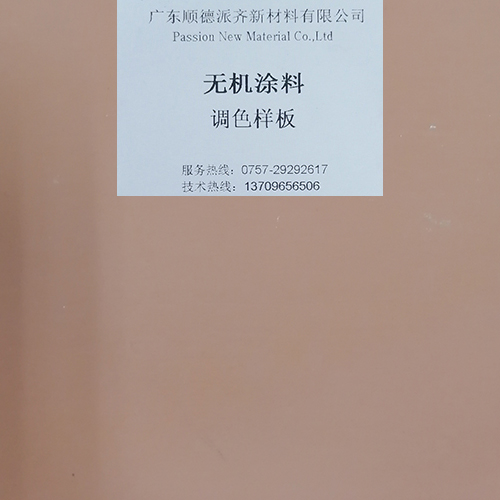 广东顺德派齐新材料有限公司
Passion New Material Co.,Ltd
无机涂料
调色样板
服务热线：0757-29292617
技术热线：13709656506